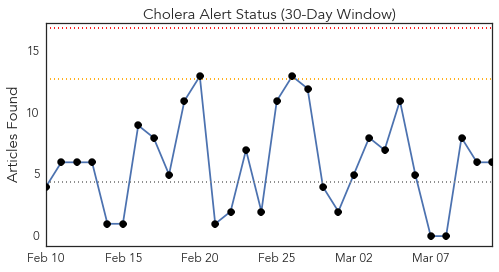 Cholera Alert Status (30-Day Window)
Articles Found
15
10
5
0
Feb 10 Feb 15 Feb 20 Feb 25 Mar 02 Mar 07